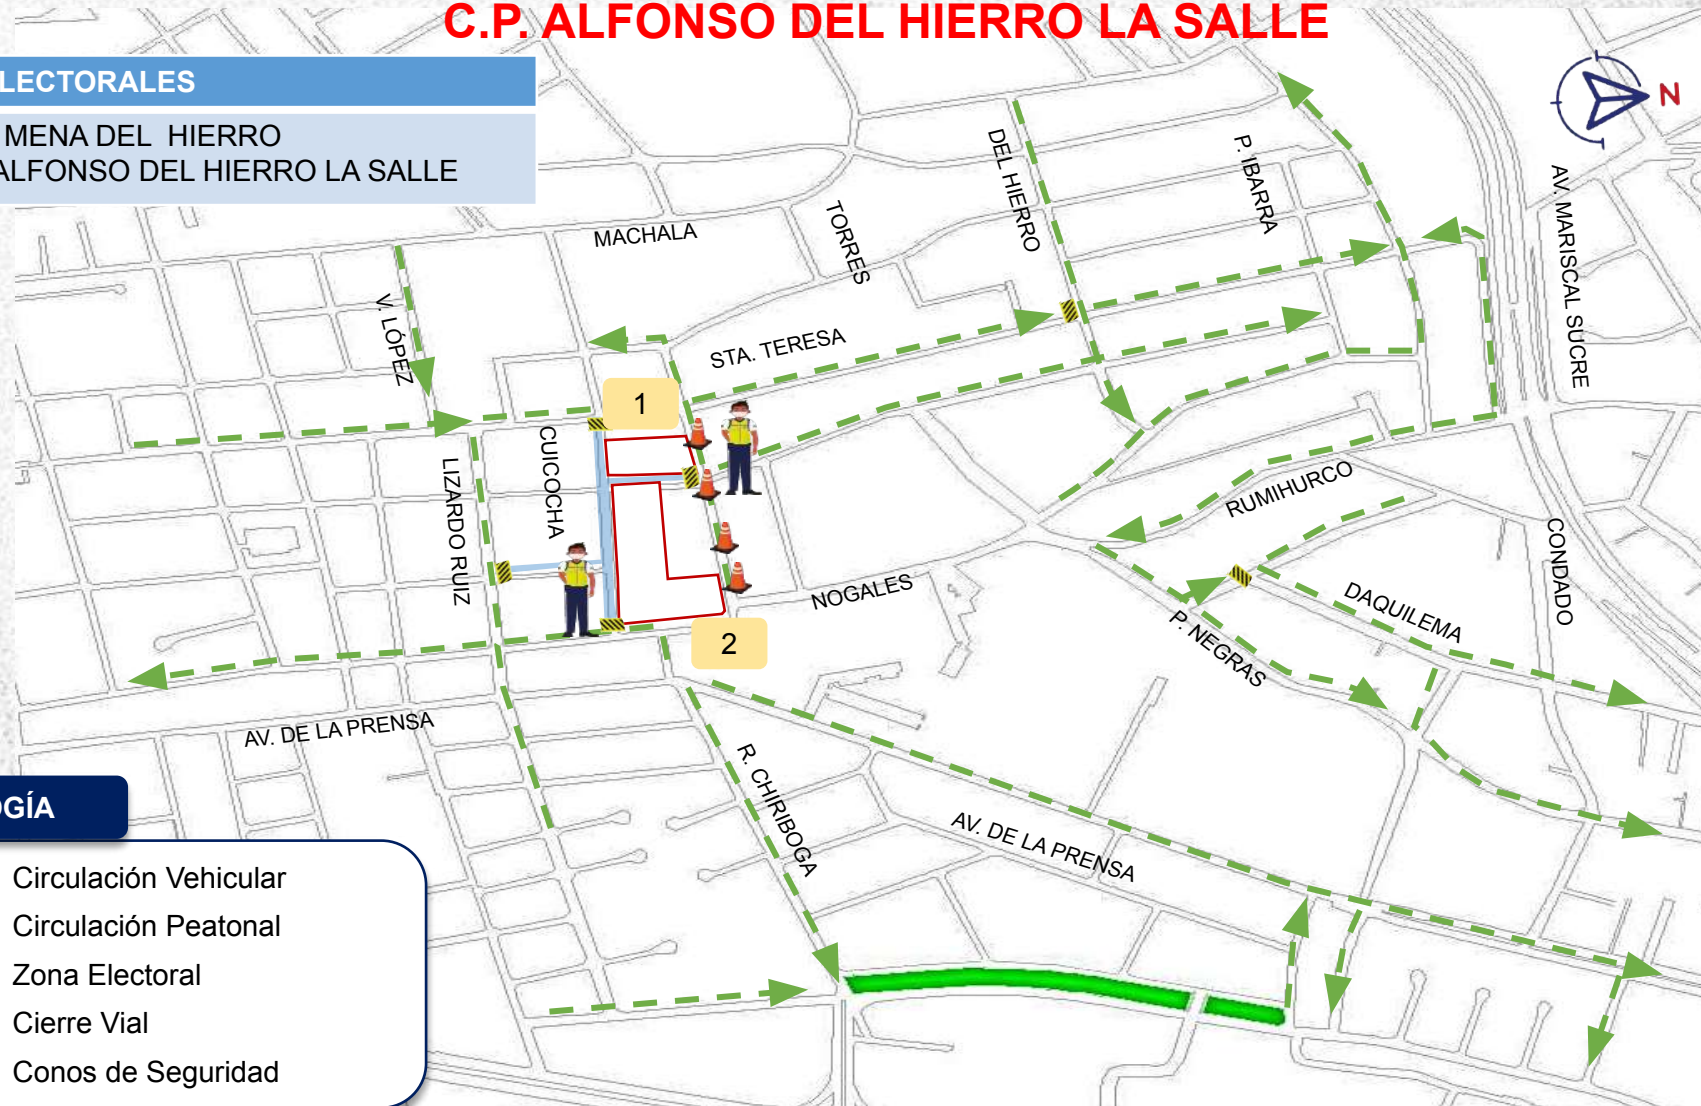 C.P. ALFONSO DEL HIERRO LA SALLE
LECTORALES
MENA DEL HIERRO
ALFONSO DEL HIERRO LA SALLE
N
DEL HIERRO
P. IBARRA
AV. MARISCAL SUCRE
TORRES
MACHALA
V. LÓPEZ
STA. TERESA
1
CUICOCHA
LIZARDO RUIZ
RUMIHURCO
CONDADO
NOGALES
DAQUILEMA
P. NEGRAS
2
AV. DE LA PRENSA
R. CHIRIBOGA
AV. DE LA PRENSA
OGÍA
Circulación Vehicular
Circulación Peatonal
Zona Electoral
Cierre Vial
Conos de Seguridad